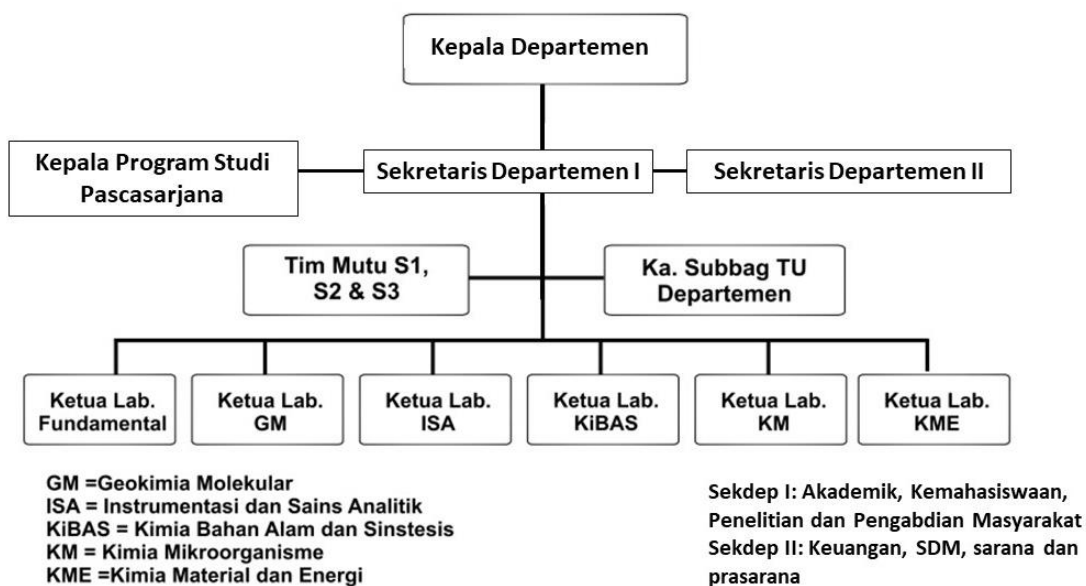 Kepala Departemen
Kepala Program Studi
Pascasarjana
Sekretaris Departemen I
Sekretaris Departemen II
Tim Mutu S1,
S2 & S3
Ka. Subbag TU
Departemen
Ketua Lab.
Fundamental
Ketua Lab.
GM
Ketua Lab.
ISA
Ketua Lab.
KiBAS
Ketua Lab.
KM
Ketua Lab.
KME
GM =Geokimia Molekular
ISA = Instrumentasi dan Sains Analitik
KiBAS = Kimia Bahan Alam dan Sinstesis
KM = Kimia Mikroorganisme
KME =Kimia Material dan Energi
Sekdep I: Akademik, Kemahasiswaan,
Penelitian dan Pengabdian Masyarakat
Sekdep II: Keuangan, SDM, sarana dan
prasarana